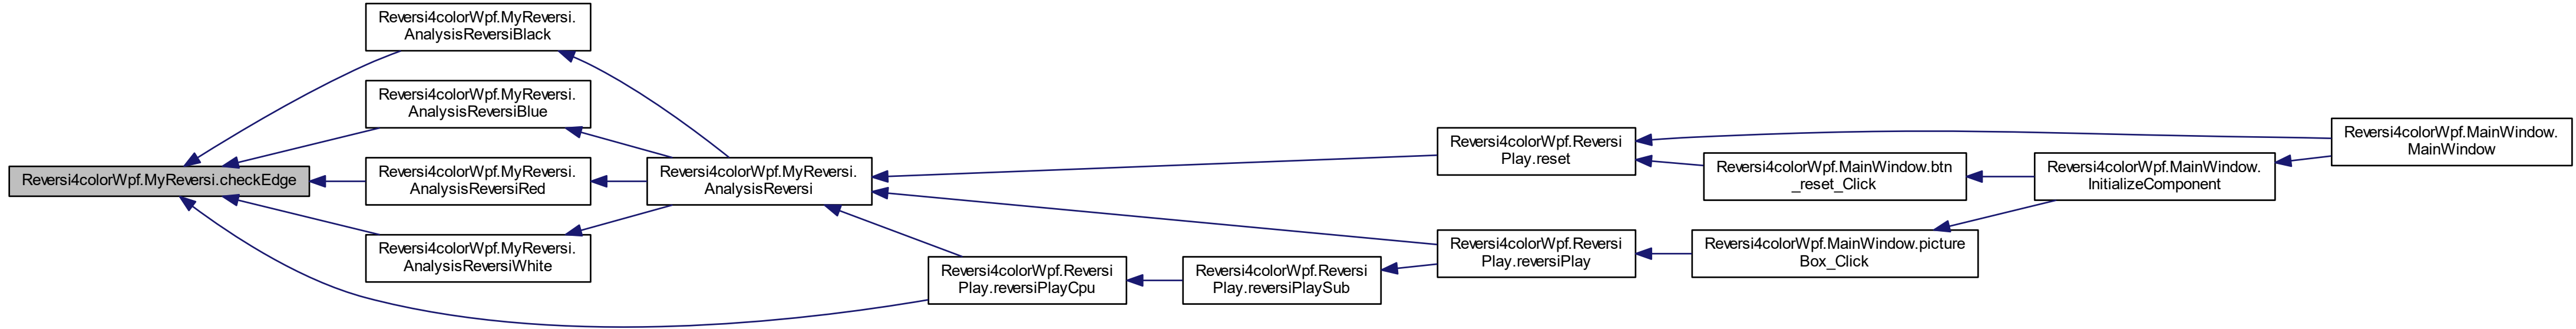 Reversi4colorWpf.MyReversi.checkEdge
Reversi4colorWpf.MyReversi.
AnalysisReversiBlack
Reversi4colorWpf.MyReversi.
AnalysisReversiBlue
Reversi4colorWpf.MyReversi.
AnalysisReversiRed
Reversi4colorWpf.MyReversi.
AnalysisReversiWhite
Reversi4colorWpf.MyReversi.
AnalysisReversi
Reversi4colorWpf.Reversi
Play.reversiPlayCpu
Reversi4colorWpf.Reversi
Play.reversiPlaySub
Reversi4colorWpf.Reversi
Play.reset
Reversi4colorWpf.Reversi
Play.reversiPlay
Reversi4colorWpf.MainWindow.btn
_reset_Click
Reversi4colorWpf.MainWindow.picture
Box_Click
Reversi4colorWpf.MainWindow.
InitializeComponent
Reversi4colorWpf.MainWindow.
MainWindow